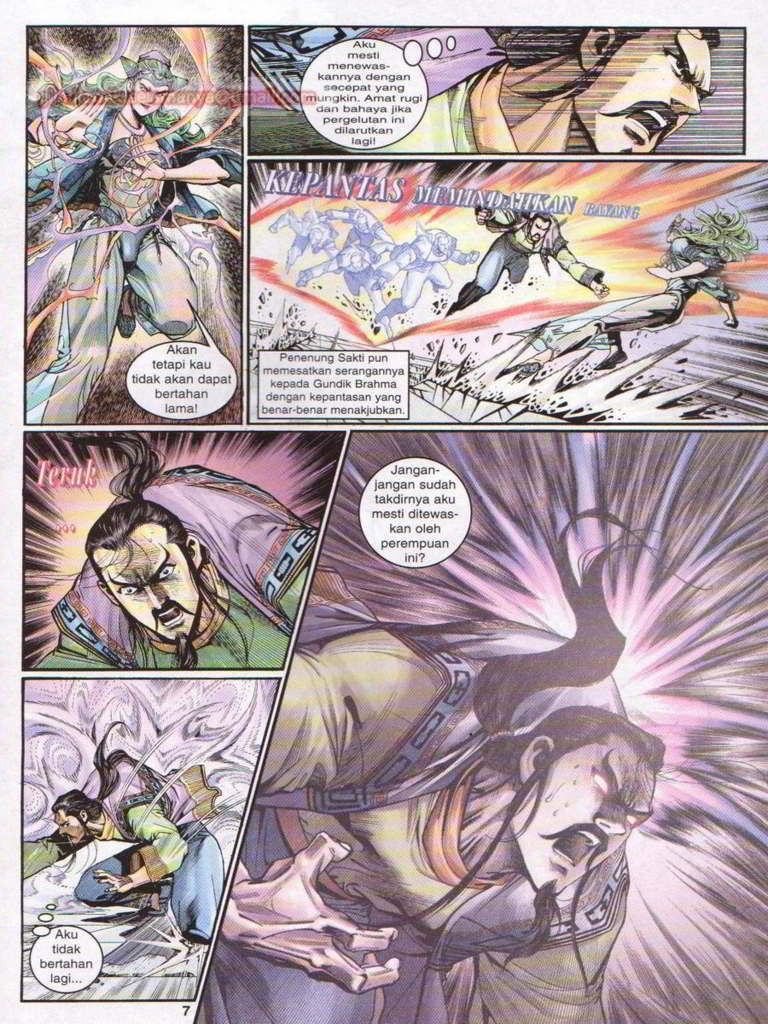 Akan
tetapi kau
tidak akan dapat
bertahan
lama!
Aku
mesti
menewas-
kannya dengan
secepat yang
mungkin. Amat rugi
dan bahaya jika
pergelutan ini
dilarutkan
lagi!
KEPANTAS MEMINDAHKAN BAYANG
Penenung Sakti pun
memesatkan serangannya
kepada Gundik Brahma
dengan kepantasan yang
benar-benar menakjubkan.
Teruk
...
Jangan-
jangan sudah
takdirnya aku
mesti ditewas-
kan oleh
perempuan
ini?
Aku
tidak
bertahan
lagi...
7